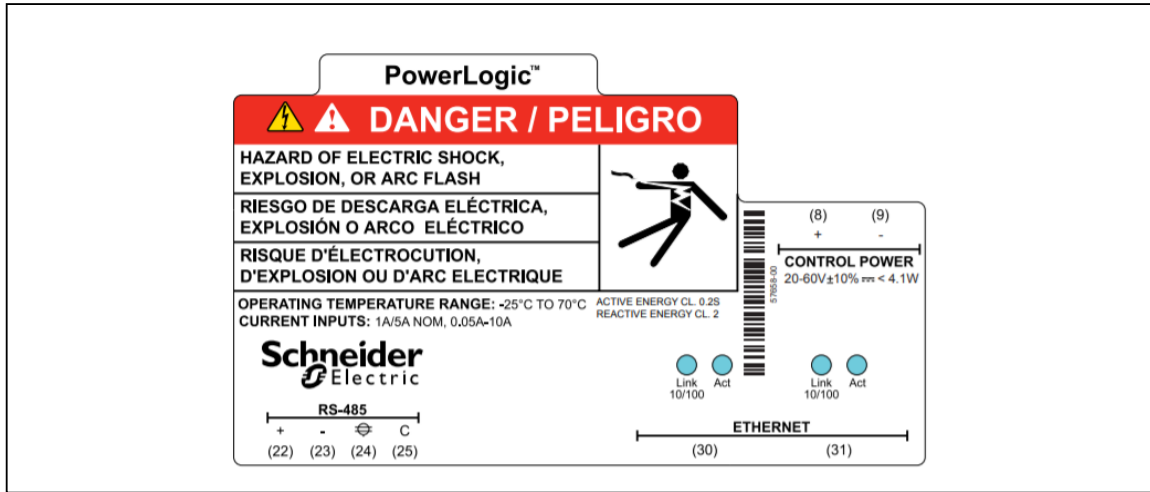 PowerLogic™
DANGER / PELIGRO
HAZARD OF ELECTRIC SHOCK,
EXPLOSION, OR ARC FLASH
RIESGO DE DESCARGA ELÉCTRICA,
EXPLOSIÓN O ARCO ELÉCTRICO
RISQUE D'ÉLECTROCUTION,
D'EXPLOSION OU D'ARC ELECTRIQUE
OPERATING TEMPERATURE RANGE: -25°C TO 70°C
CURRENT INPUTS: 1A/5A NOM, 0.05A-10A
ACTIVE ENERGY CL. 0.2S
REACTIVE ENERGY CL. 2
57658-00
(8) (9)
+ -
CONTROL POWER
20-60V±10% ⎓ < 4.1W
Schneider
Electric
Link Act
10/100
Link Act
10/100
RS-485
+ - C
(22) (23) (24) (25)
ETHERNET
(30) (31)